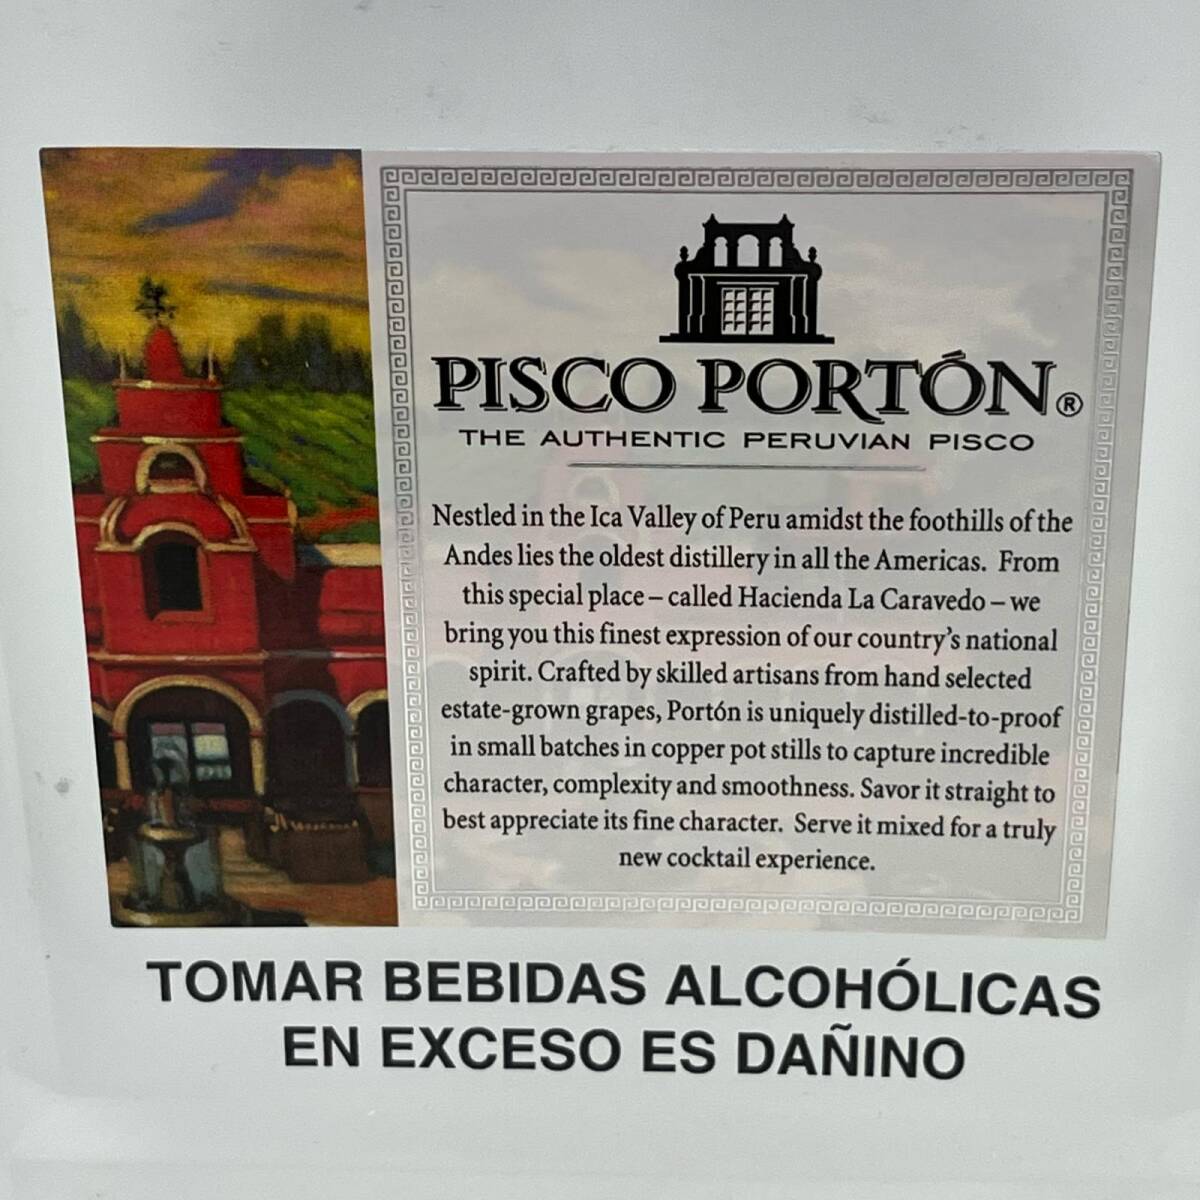 PISCO PORTÓN®
THE AUTHENTIC PERUVIAN PISCO
Nestled in the Ica Valley of Peru amidst the foothills of the
Andes lies the oldest distillery in all the Americas. From
this special place – called Hacienda La Caravedo – we
bring you this finest expression of our country's national
spirit. Crafted by skilled artisans from hand selected
estate-grown grapes, Portón is uniquely distilled-to-proof
in small batches in copper pot stills to capture incredible
character, complexity and smoothness. Savor it straight to
best appreciate its fine character. Serve it mixed for a truly
new cocktail experience.
TOMAR BEBIDAS ALCOHÓLICAS
EN EXCESO ES DAÑINO